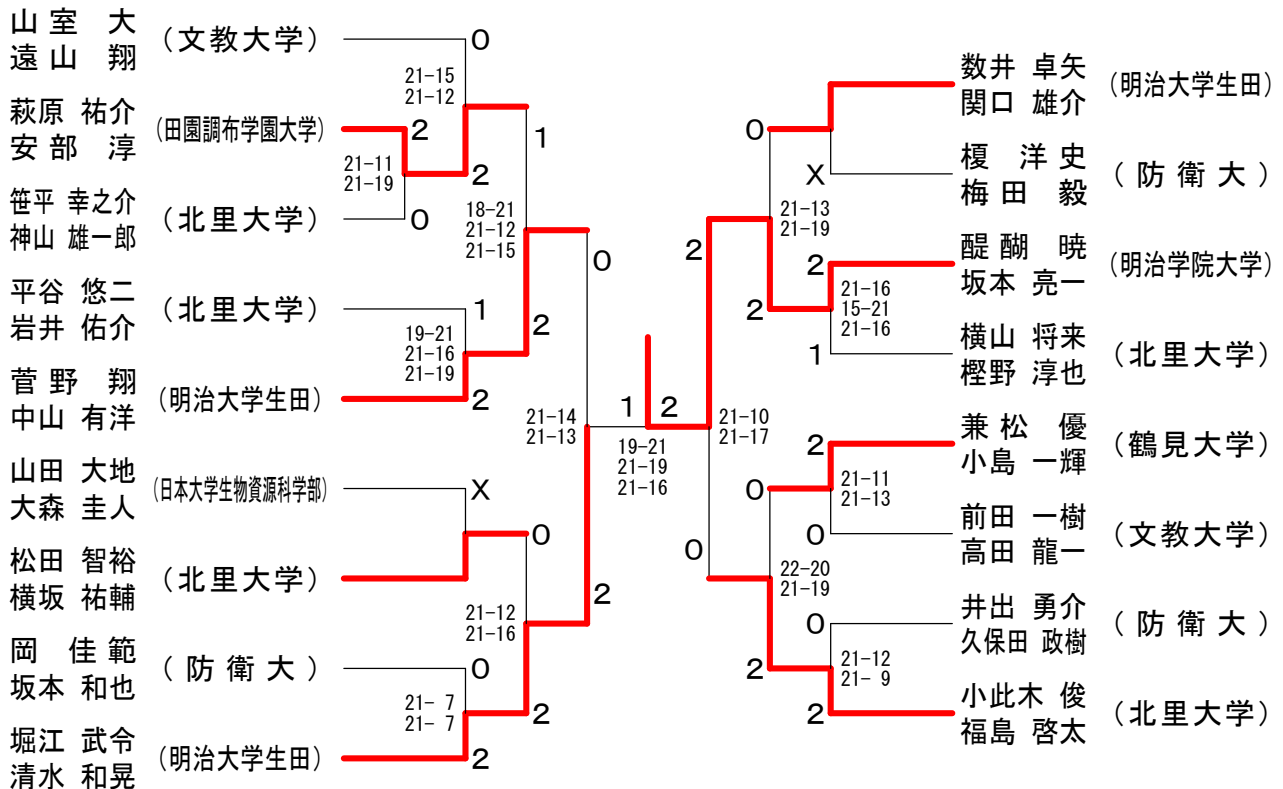 山室 大
遠山 翔
(文教大学)
0
21-15
21-12
萩原 祐介
安部 淳
(田園調布学園大学)
2
21-11
21-19
2
笹平 幸之介
神山 雄一郎
(北里大学)
0
1
18-21
21-12
21-15
平谷 悠二
岩井 佑介
(北里大学)
1
19-21
21-16
21-19
2
菅野 翔
中山 有洋
(明治大学生田)
2
0
21-14
21-13
山田 大地
大森 圭人
(日本大学生物資源科学部)
X
0
松田 智裕
横坂 祐輔
(北里大学)
21-12
21-16
2
岡 佳範
坂本 和也
(防衛大)
0
21- 7
21- 7
2
堀江 武令
清水 和晃
(明治大学生田)
2
1
2
19-21
21-19
21-16
数井 卓矢
関口 雄介
(明治大学生田)
0
X
榎 洋史
梅田 毅
(防衛大)
21-13
21-19
2
醍醐 暁
坂本 亮一
(明治学院大学)
2
21-16
15-21
21-16
2
横山 将来
樫野 淳也
(北里大学)
1
21-10
21-17
兼松 優
小島 一輝
(鶴見大学)
2
21-11
21-13
0
前田 一樹
高田 龍一
(文教大学)
0
0
22-20
21-19
井出 勇介
久保田 政樹
(防衛大)
0
21-12
21- 9
2
小此木 俊
福島 啓太
(北里大学)
2